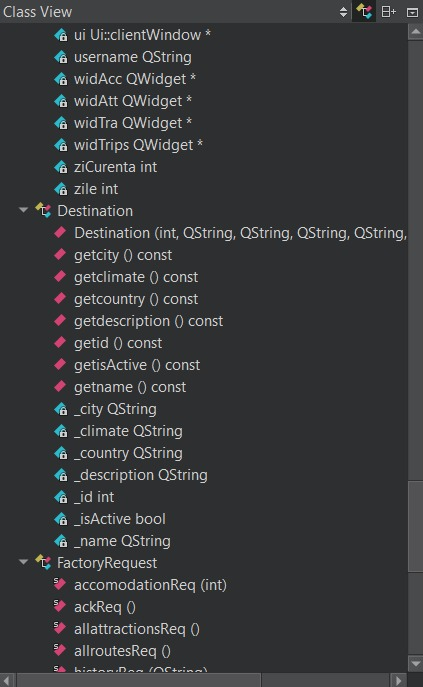 Class View
ui Ui::clientWindow *
username QString
widAcc QWidget *
widAtt QWidget *
widTra QWidget *
widTrips QWidget *
ziCurenta int
zile int
Destination
Destination (int, QString, QString, QString, QString,
getcity () const
getclimate () const
getcountry () const
getdescription () const
getid () const
getisActive () const
getname () const
_city QString
_climate QString
_country QString
_description QString
_id int
_isActive bool
_name QString
FactoryRequest
accomodationReq (int)
ackReq ()
allattractionsReq ()
allroutesReq ()
historyReq (QString)